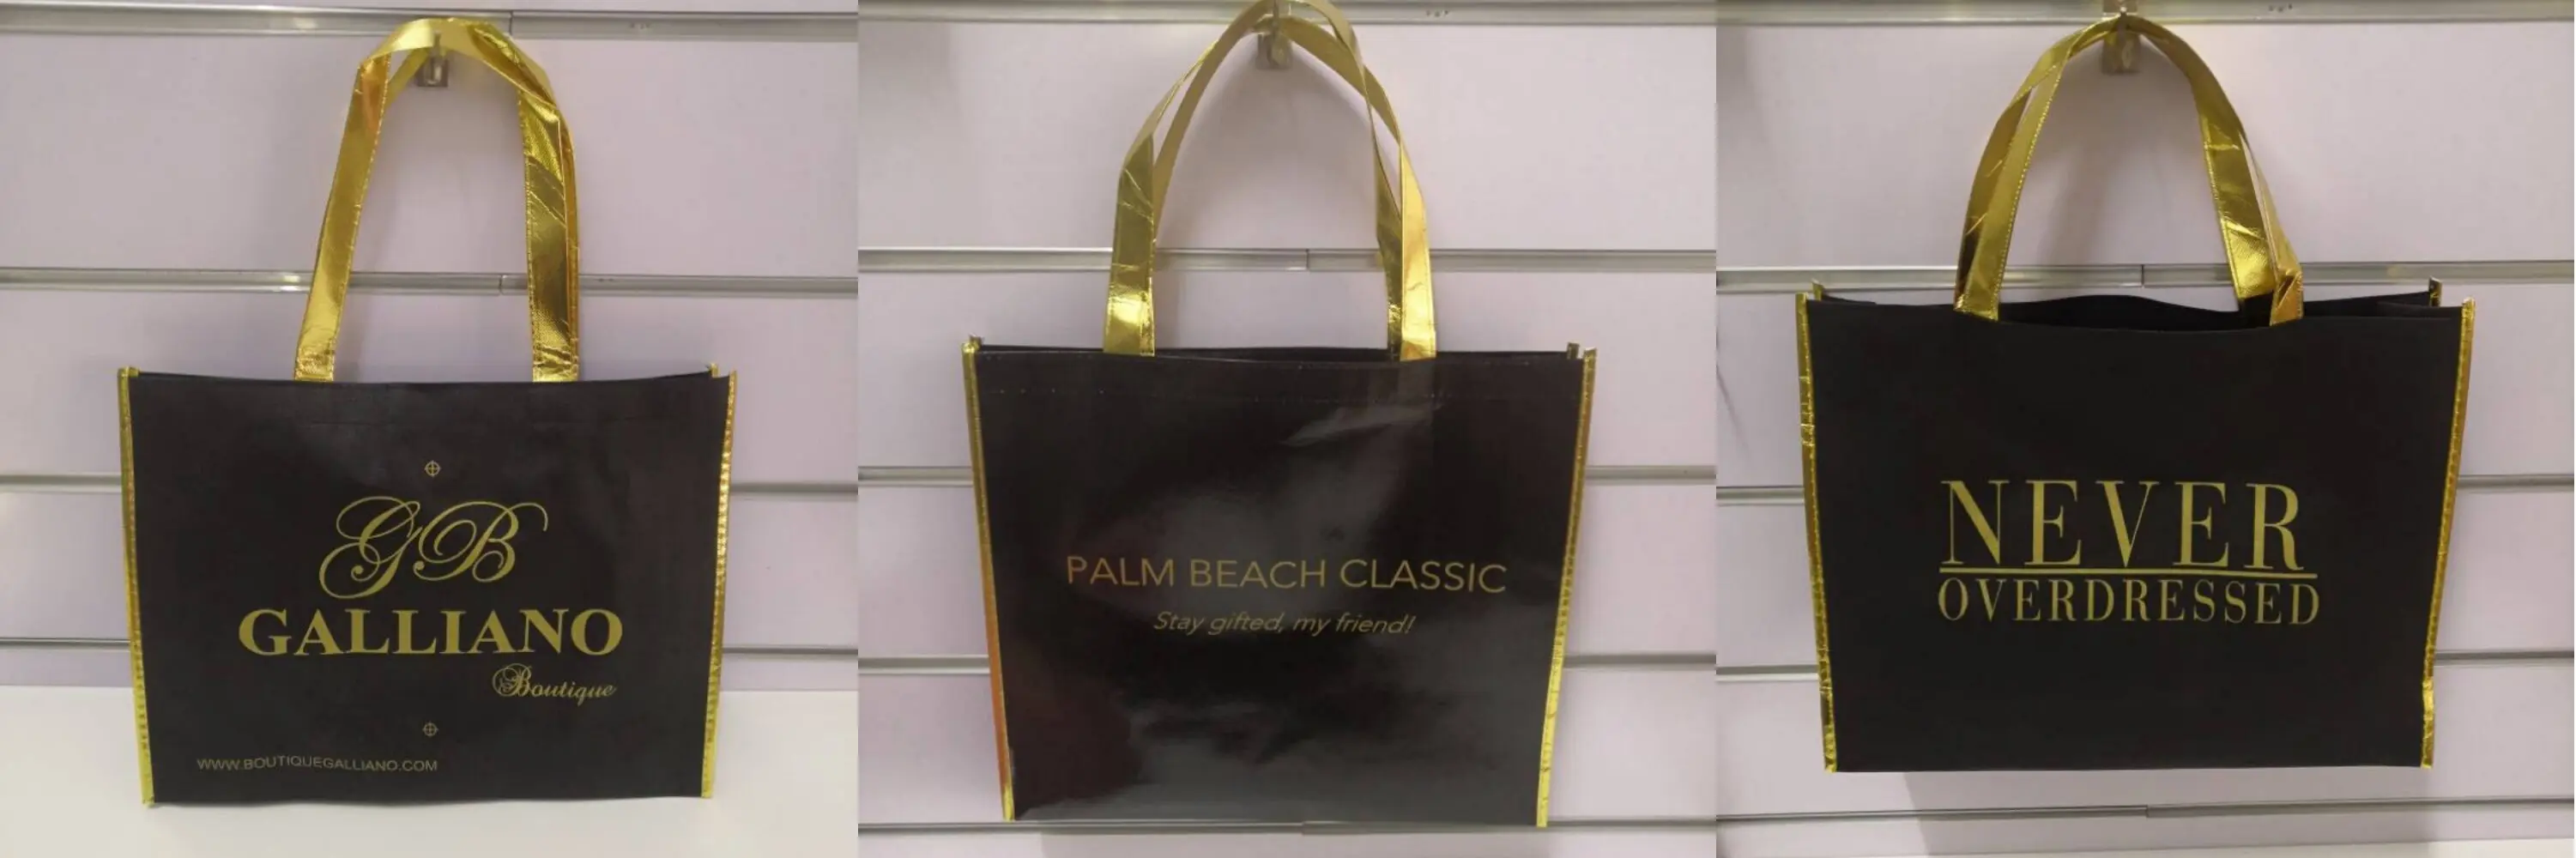 GB
GALLIANO
Boutique
WWW.BOUTIQUEGALLIANO.COM
PALM BEACH CLASSIC
Stay gifted, my friend!
NEVER
OVERDRESSED